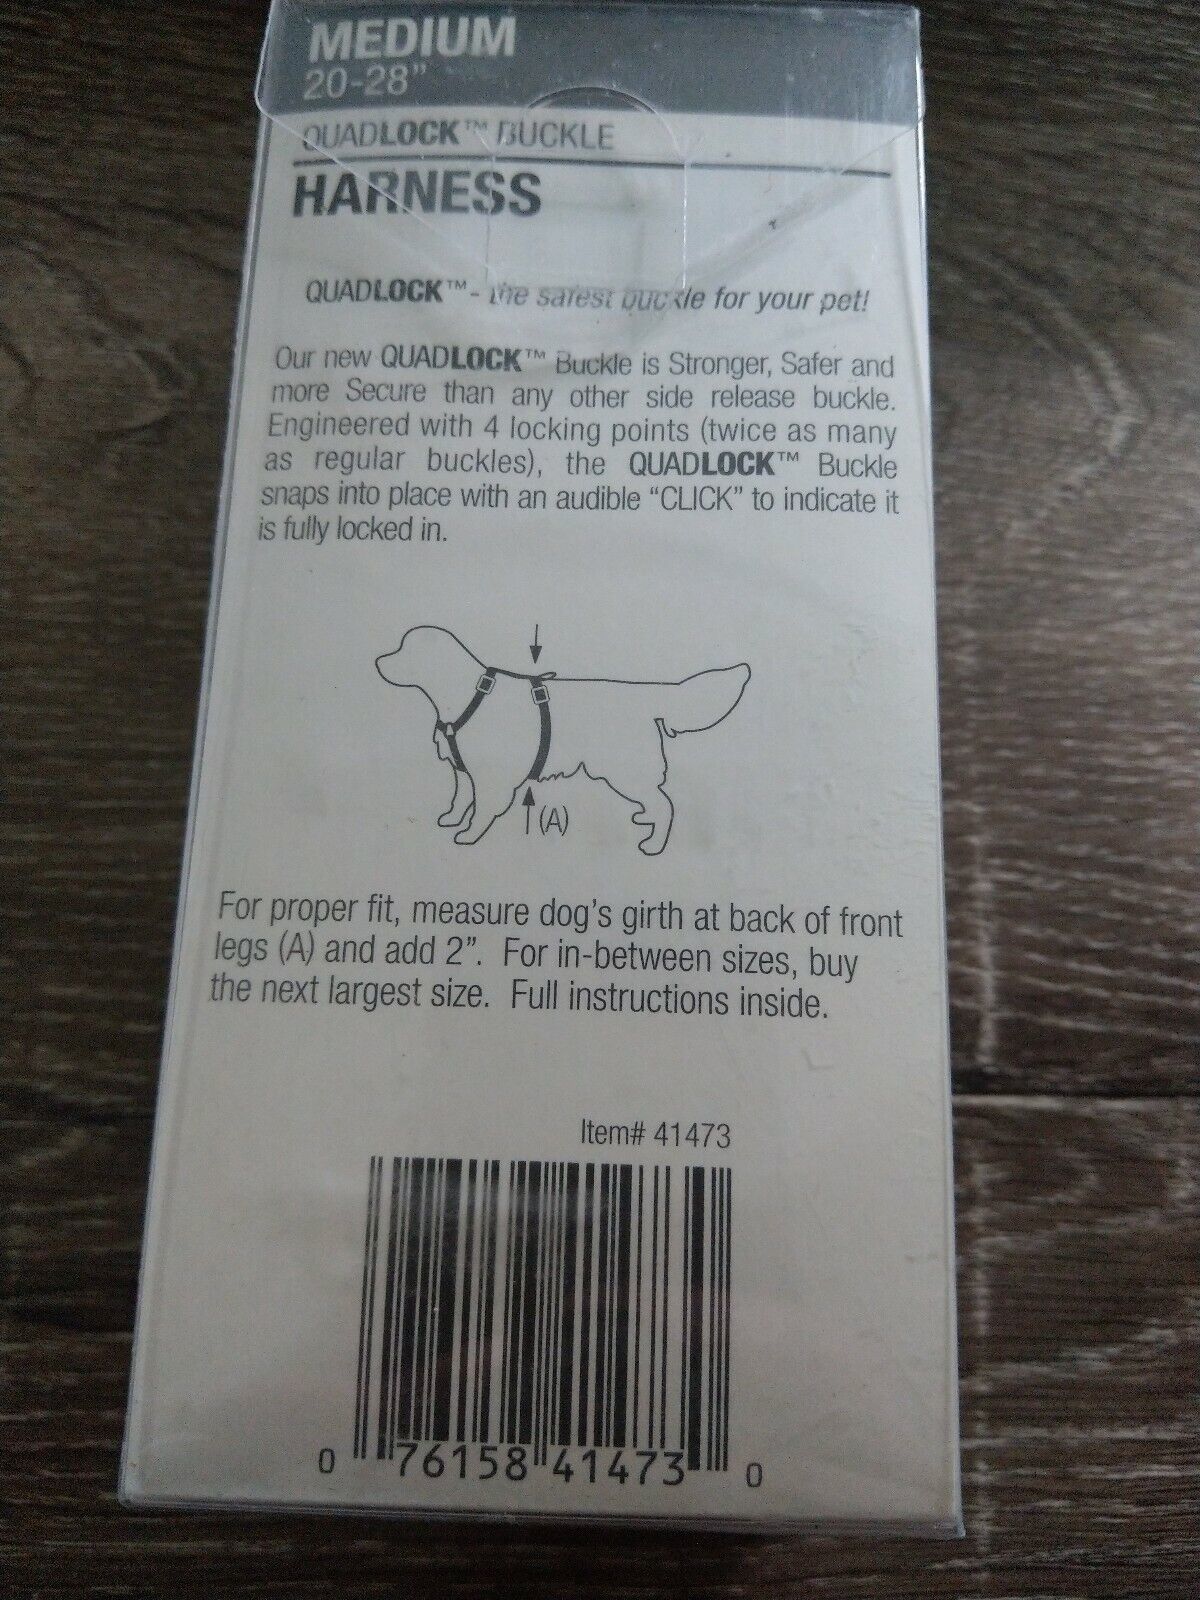 MEDIUM
20-28"
QUADLOCK™ BUCKLE
HARNESS
QUADLOCK™- the safest buckle for your pet!
Our new QUADLOCK™ Buckle is Stronger, Safer and
more Secure than any other side release buckle.
Engineered with 4 locking points (twice as many
as regular buckles), the QUADLOCK™ Buckle
snaps into place with an audible “CLICK” to indicate it
is fully locked in.
(A)
For proper fit, measure dog's girth at back of front
legs (A) and add 2". For in-between sizes, buy
the next largest size. Full instructions inside.
Item# 41473
0 76158 41473 0